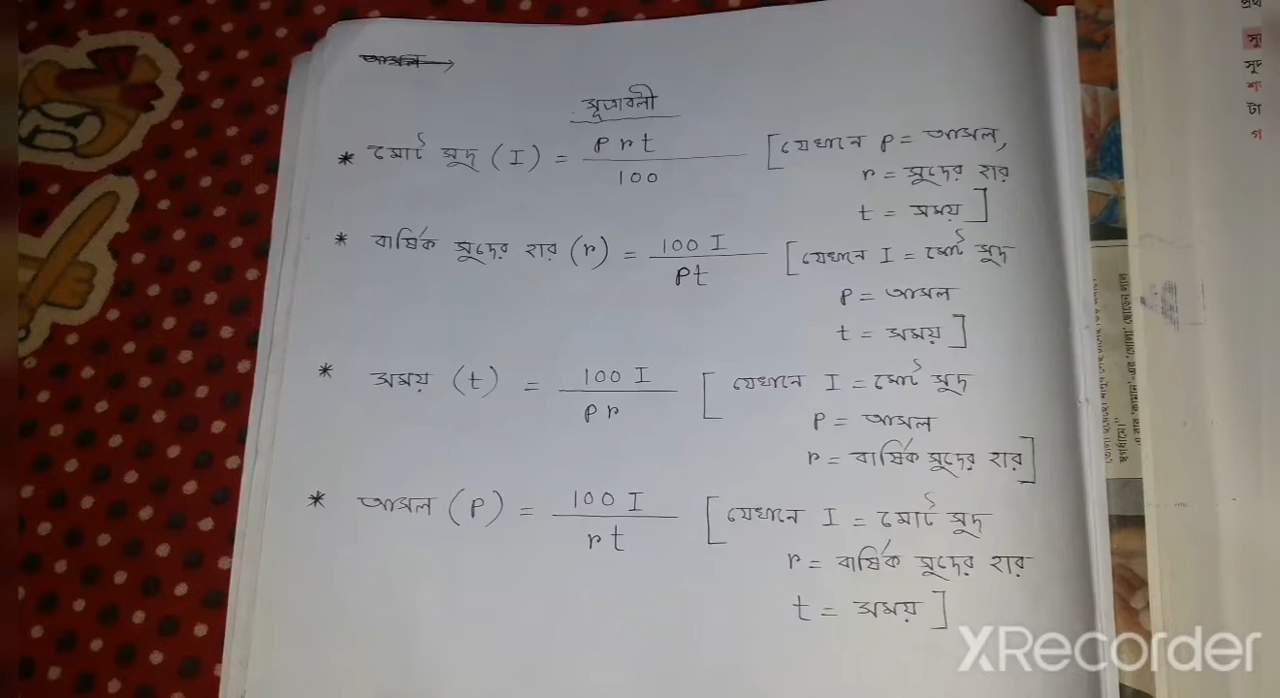 আসল →
সূত্রাবলী
* মোট সুদ (I) = prt / 100 [যেখানে p = আসল,
r = সুদের হার
t = সময়]
* বার্ষিক সুদের হার (r) = 100 I / pt [যেখানে I = মোট সুদ
p = আসল
t = সময়]
* সময় (t) = 100 I / pr [যেখানে I = মোট সুদ
p = আসল
r = বার্ষিক সুদের হার]
* আসল (p) = 100 I / rt [যেখানে I = মোট সুদ
r = বার্ষিক সুদের হার
t = সময়]
XRecorder